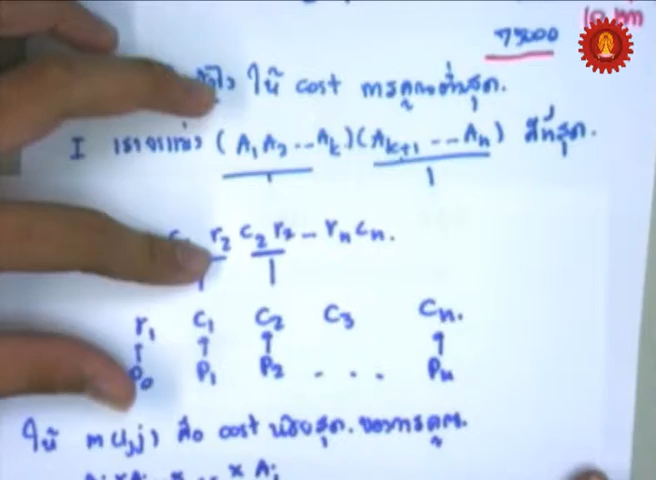 75000
ให้ cost การคูณต่ำสุด.
I เราจะแบ่ง (A₁A₂...Aₖ)(Aₖ₊₁...Aₙ) ดีที่สุด.
r₂ c₂ r₃ ... rₙ cₙ.
r₁ c₁ c₂ c₃ cₙ.
p₀ p₁ p₂ ... pₙ
ให้ m(i,j) คือ cost น้อยสุด. ของการคูณ.
× Aⱼ